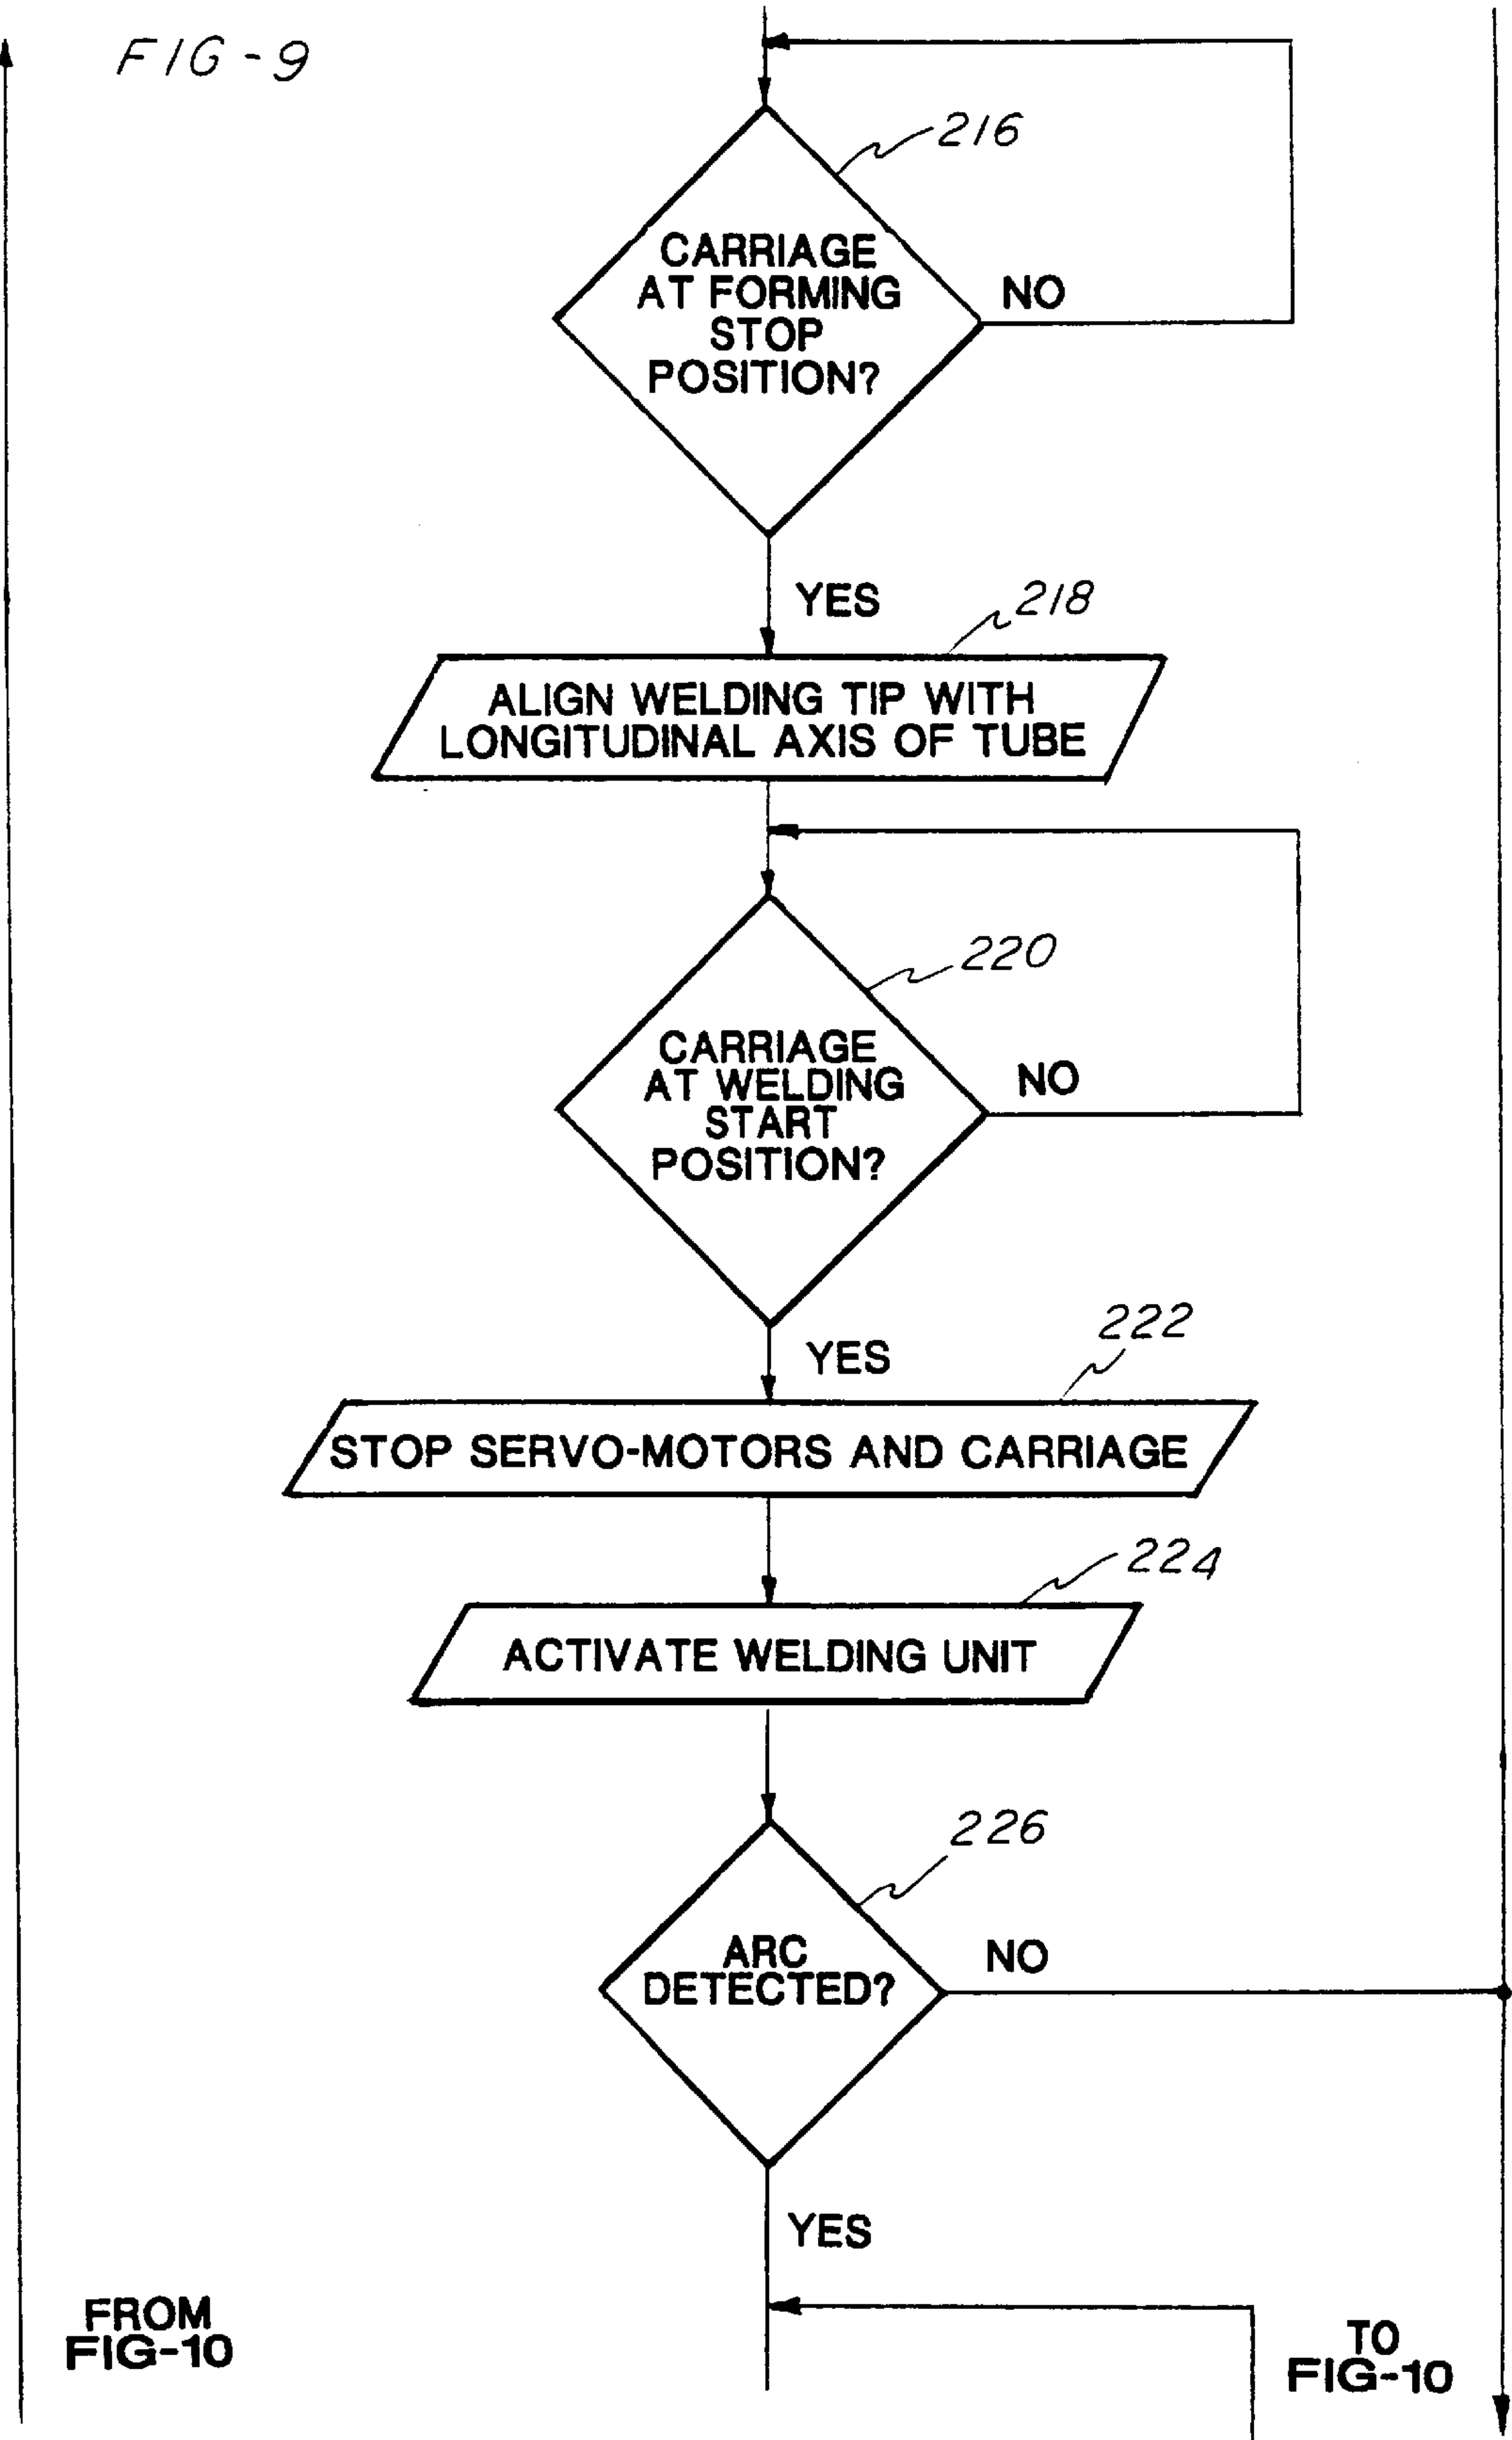 FIG-9
216
CARRIAGE
AT FORMING
STOP
POSITION?
NO
YES
218
ALIGN WELDING TIP WITH
LONGITUDINAL AXIS OF TUBE
220
CARRIAGE
AT WELDING
START
POSITION?
NO
YES
222
STOP SERVO-MOTORS AND CARRIAGE
224
ACTIVATE WELDING UNIT
226
ARC
DETECTED?
NO
YES
FROM
FIG-10
TO
FIG-10